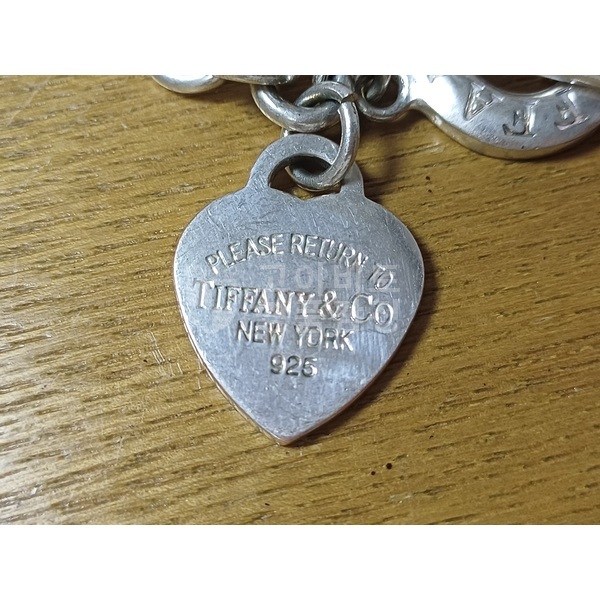 PLEASE RETURN TO
TIFFANY & CO
NEW YORK
925